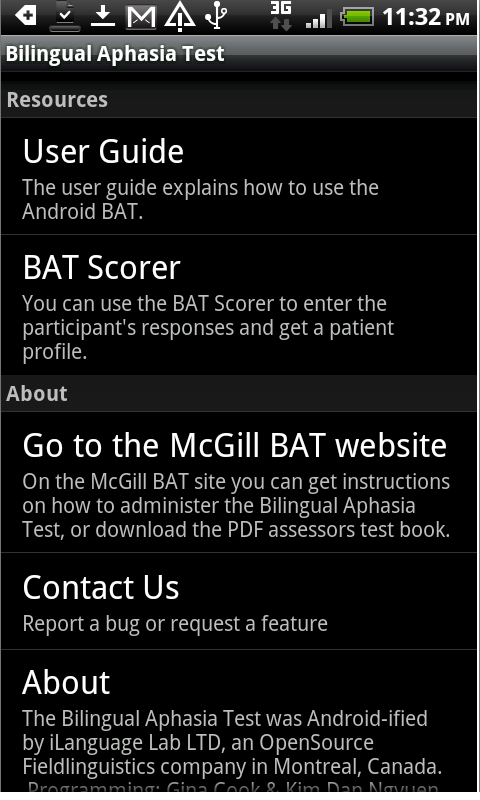 3G
11:32 PM
Bilingual Aphasia Test
Resources
User Guide
The user guide explains how to use the
Android BAT.
BAT Scorer
You can use the BAT Scorer to enter the
participant's responses and get a patient
profile.
About
Go to the McGill BAT website
On the McGill BAT site you can get instructions
on how to administer the Bilingual Aphasia
Test, or download the PDF assessors test book.
Contact Us
Report a bug or request a feature
About
The Bilingual Aphasia Test was Android-ified
by iLanguage Lab LTD, an OpenSource
Fieldlinguistics company in Montreal, Canada.
Programming: Gina Cook & Kim Dan Nguyen